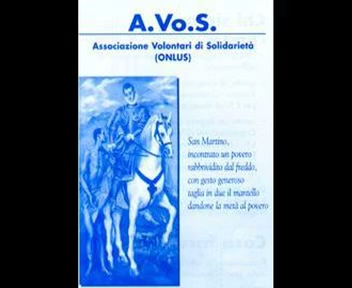 A.Vo.S.
Associazione Volontari di Solidarietà
(ONLUS)
San Martino,
incontrato un povero
rabbrividito dal freddo,
con gesto generoso
taglia in due il mantello
dandone la metà al povero